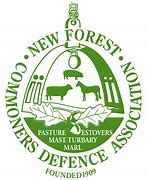 NEW FOREST
COMMONERS DEFENCE ASSOCIATION
PASTURE ESTOVERS
MAST-TURBARY
MARL
FOUNDED 1909